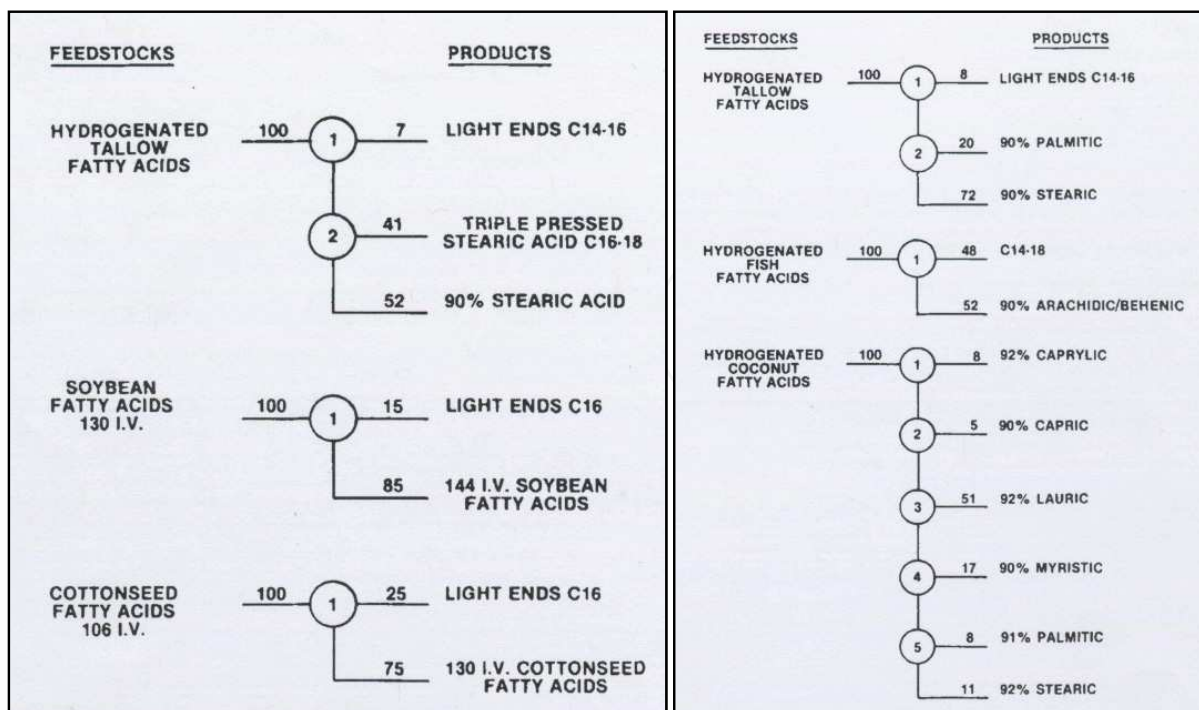 FEEDSTOCKS
PRODUCTS
HYDROGENATED
TALLOW
FATTY ACIDS
100
1
7
LIGHT ENDS C14-16
2
41
TRIPLE PRESSED
STEARIC ACID C16-18
52
90% STEARIC ACID
SOYBEAN
FATTY ACIDS
130 I.V.
100
1
15
LIGHT ENDS C16
85
144 I.V. SOYBEAN
FATTY ACIDS
COTTONSEED
FATTY ACIDS
106 I.V.
100
1
25
LIGHT ENDS C16
75
130 I.V. COTTONSEED
FATTY ACIDS
FEEDSTOCKS
PRODUCTS
HYDROGENATED
TALLOW
FATTY ACIDS
100
1
8
LIGHT ENDS C14-16
2
20
90% PALMITIC
72
90% STEARIC
HYDROGENATED
FISH
FATTY ACIDS
100
1
48
C14-18
52
90% ARACHIDIC/BEHENIC
HYDROGENATED
COCONUT
FATTY ACIDS
100
1
8
92% CAPRYLIC
2
5
90% CAPRIC
3
51
92% LAURIC
4
17
90% MYRISTIC
5
8
91% PALMITIC
11
92% STEARIC